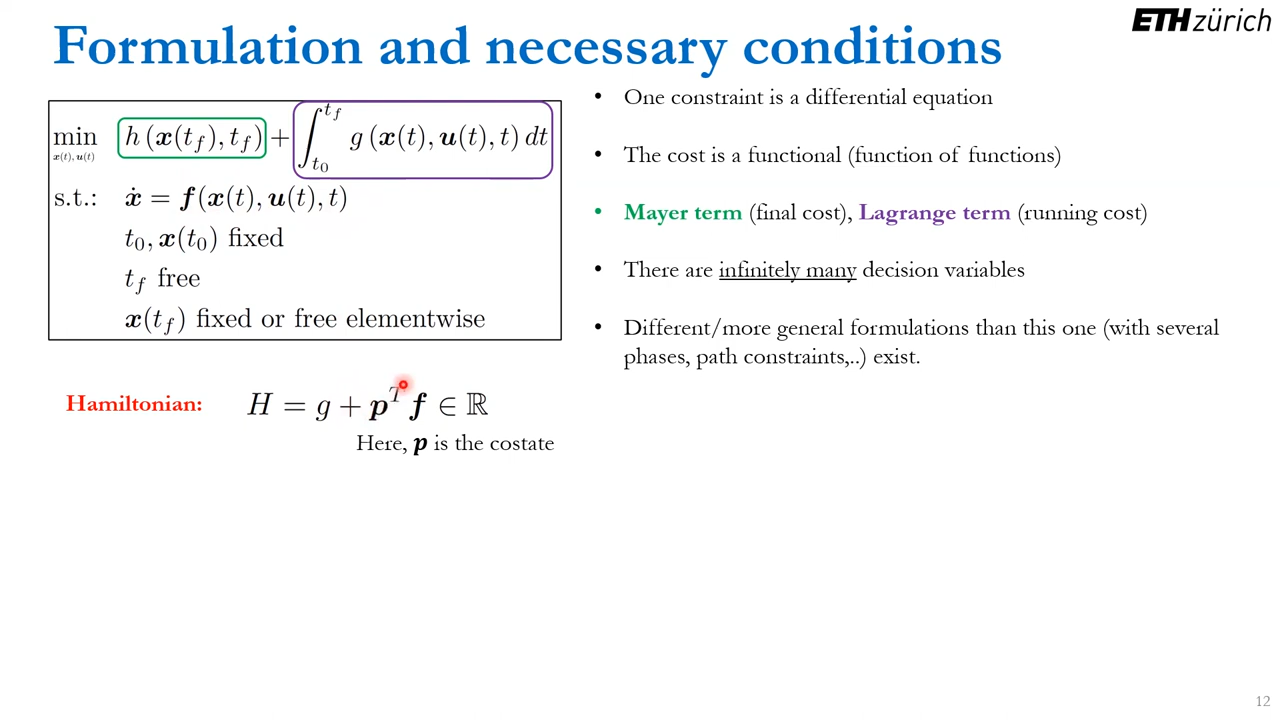 Formulation and necessary conditions
ETH zürich
min h (x(t_f), t_f) + ∫_{t_0}^{t_f} g (x(t), u(t), t) dt
x(t), u(t)
s.t.: ẋ = f(x(t), u(t), t)
t_0, x(t_0) fixed
t_f free
x(t_f) fixed or free elementwise
Hamiltonian: H = g + p^T f ∈ ℝ
Here, p is the costate
• One constraint is a differential equation
• The cost is a functional (function of functions)
• Mayer term (final cost), Lagrange term (running cost)
• There are infinitely many decision variables
• Different/more general formulations than this one (with several
phases, path constraints,..) exist.
12